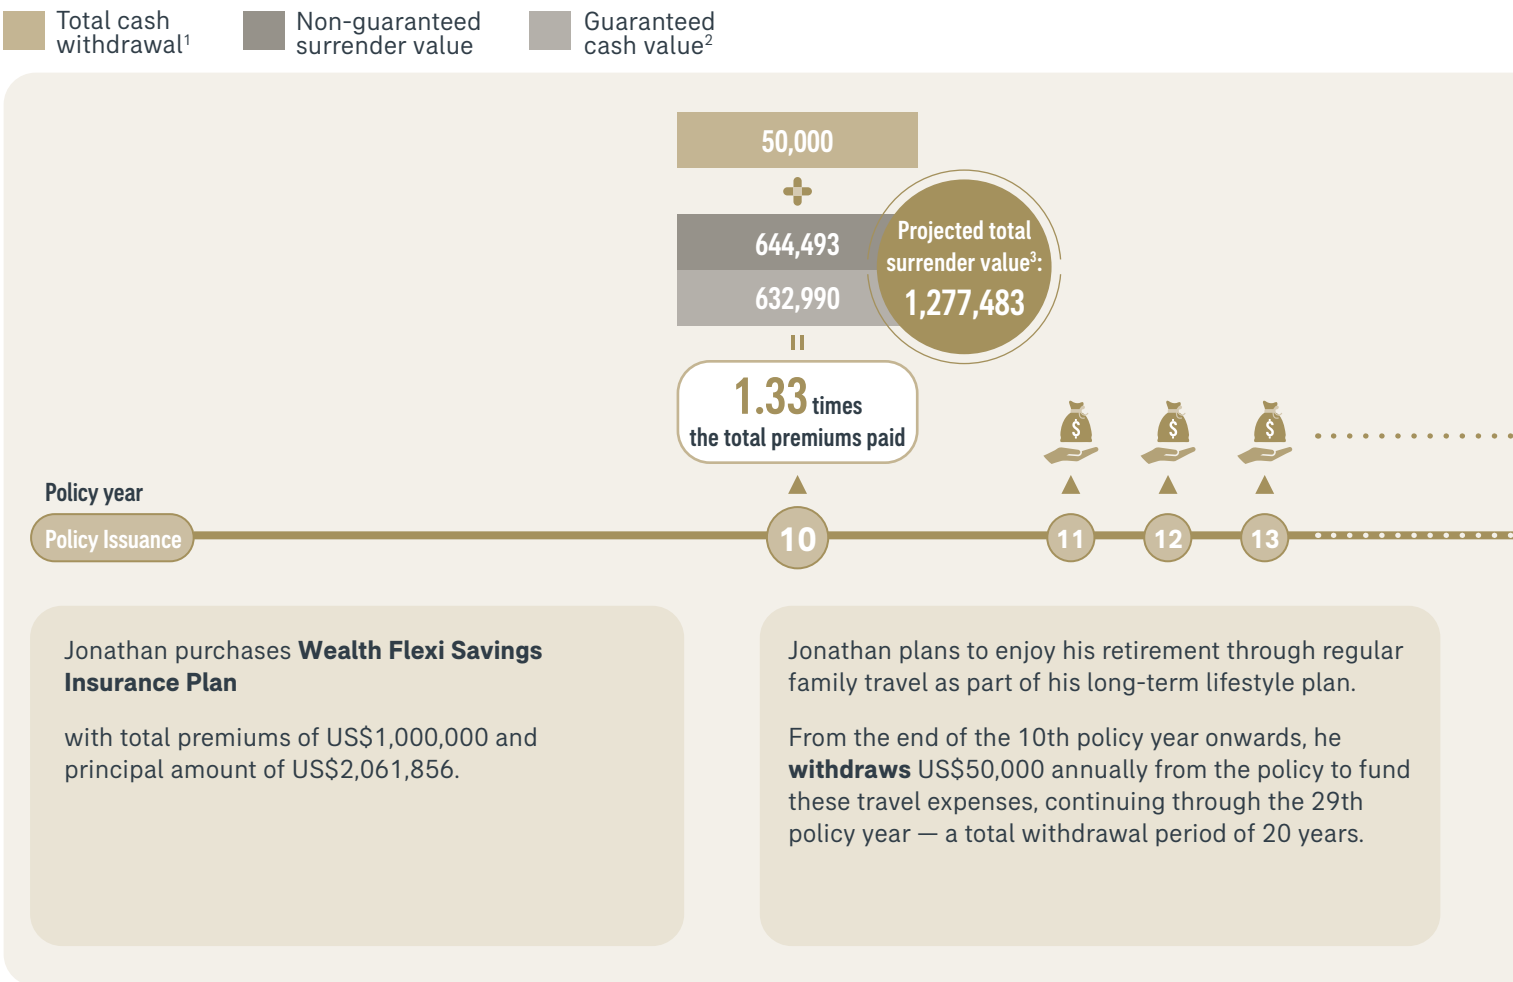 Total cash
withdrawal¹
Non-guaranteed
surrender value
Guaranteed
cash value²
50,000
644,493
632,990
Projected total
surrender value³:
1,277,483
1.33 times
the total premiums paid
$
$
$
Policy year
Policy Issuance
10
11
12
13
Jonathan purchases Wealth Flexi Savings
Insurance Plan
with total premiums of US$1,000,000 and
principal amount of US$2,061,856.
Jonathan plans to enjoy his retirement through regular
family travel as part of his long-term lifestyle plan.
From the end of the 10th policy year onwards, he
withdraws US$50,000 annually from the policy to fund
these travel expenses, continuing through the 29th
policy year — a total withdrawal period of 20 years.